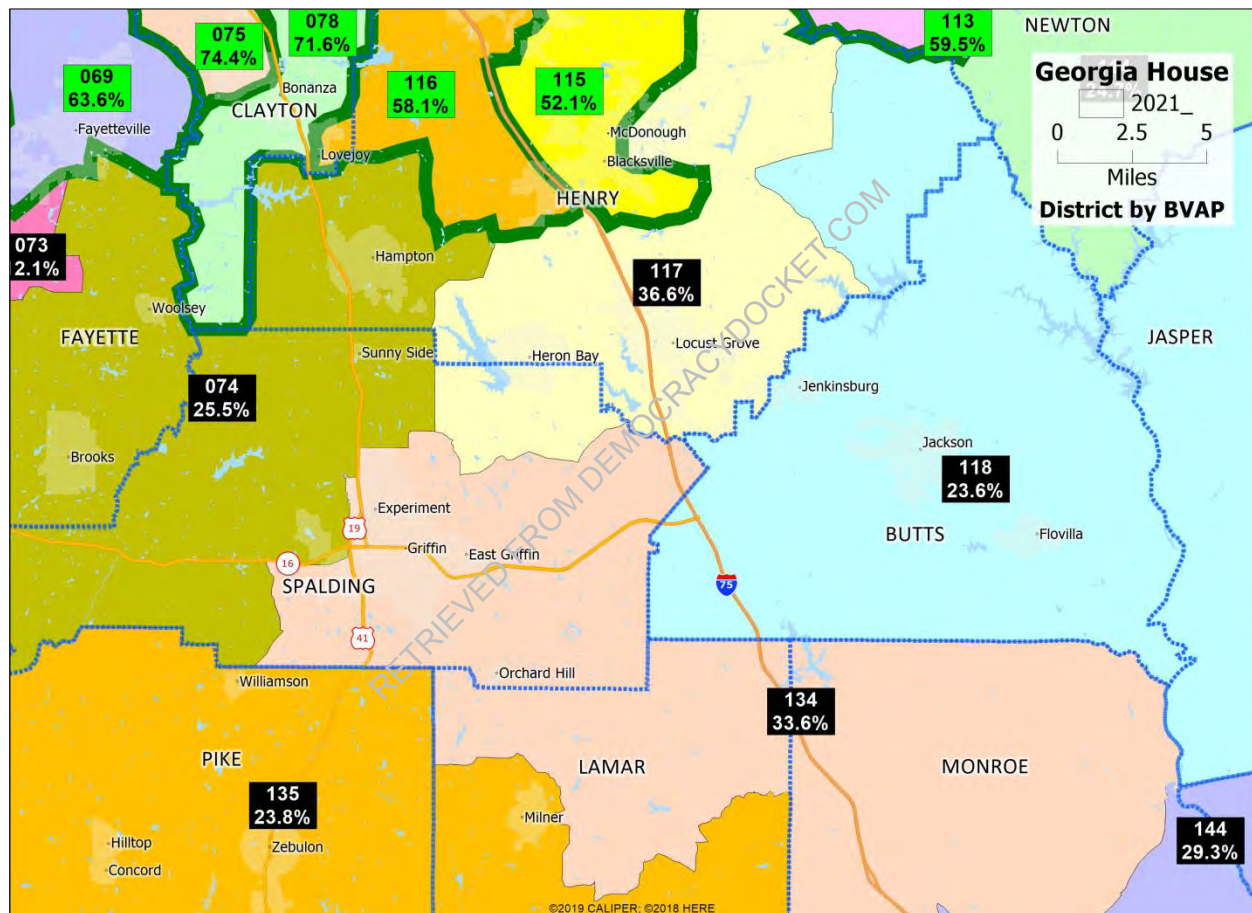 075
74.4%
078
71.6%
113
59.5%
NEWTON
069
63.6%
Bonanza
CLAYTON
116
58.1%
115
52.1%
Georgia House
2021_
0 2.5 5
Miles
District by BVAP
Fayetteville
McDonough
Lovejoy
Blacksville
HENRY
073
2.1%
Hampton
117
36.6%
Woolsey
FAYETTE
JASPER
Sunny Side
Heron Bay
Locust Grove
074
25.5%
Jenkinsburg
Brooks
Jackson
118
23.6%
Experiment
19
BUTTS
Flovilla
Griffin
East Griffin
16
SPALDING
75
41
Orchard Hill
Williamson
134
33.6%
PIKE
LAMAR
MONROE
135
23.8%
Milner
144
29.3%
Hilltop
Zebulon
Concord
©2019 CALIPER; ©2018 HERE
RETRIEVED FROM DEMOCRACYDOCKET.COM